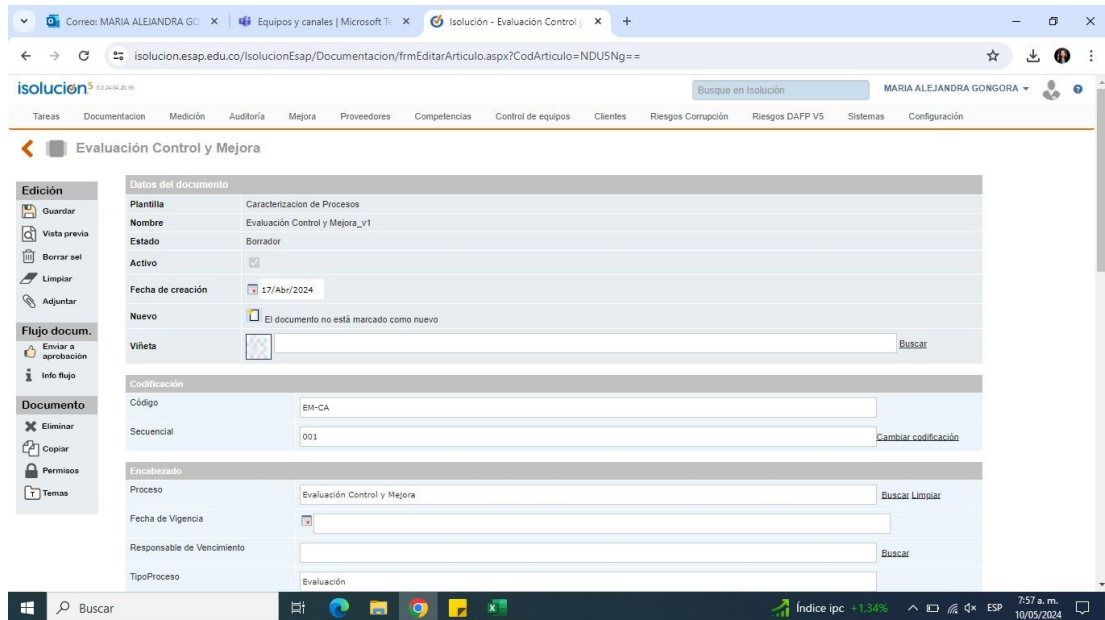 Correo: MARIA ALEJANDRA GO
Equipos y canales | Microsoft Te
Isolución - Evaluación Control y
isolucion.esap.edu.co/IsolucionEsap/Documentacion/frmEditarArticulo.aspx?CodArticulo=NDU5Ng==
isolución5
Busque en Isolución
MARIA ALEJANDRA GONGORA
Tareas Documentacion Medición Auditoría Mejora Proveedores Competencias Control de equipos Clientes Riesgos Corrupción Riesgos DAFP V5 Sistemas Configuración
Evaluación Control y Mejora
Edición
Guardar
Vista previa
Borrar sel
Limpiar
Adjuntar
Flujo docum.
Enviar a
aprobación
Info flujo
Documento
Eliminar
Copiar
Permisos
Temas
Datos del documento
Plantilla Caracterizacion de Procesos
Nombre Evaluación Control y Mejora_v1
Estado Borrador
Activo
Fecha de creación 17/Abr/2024
Nuevo El documento no está marcado como nuevo
Viñeta Buscar
Codificación
Código EM-CA
Secuencial 001 Cambiar codificación
Encabezado
Proceso Evaluación Control y Mejora Buscar Limpiar
Fecha de Vigencia
Responsable de Vencimiento Buscar
TipoProceso Evaluación
Buscar
Índice ipc +1,34%
ESP
7:57 a. m.
10/05/2024